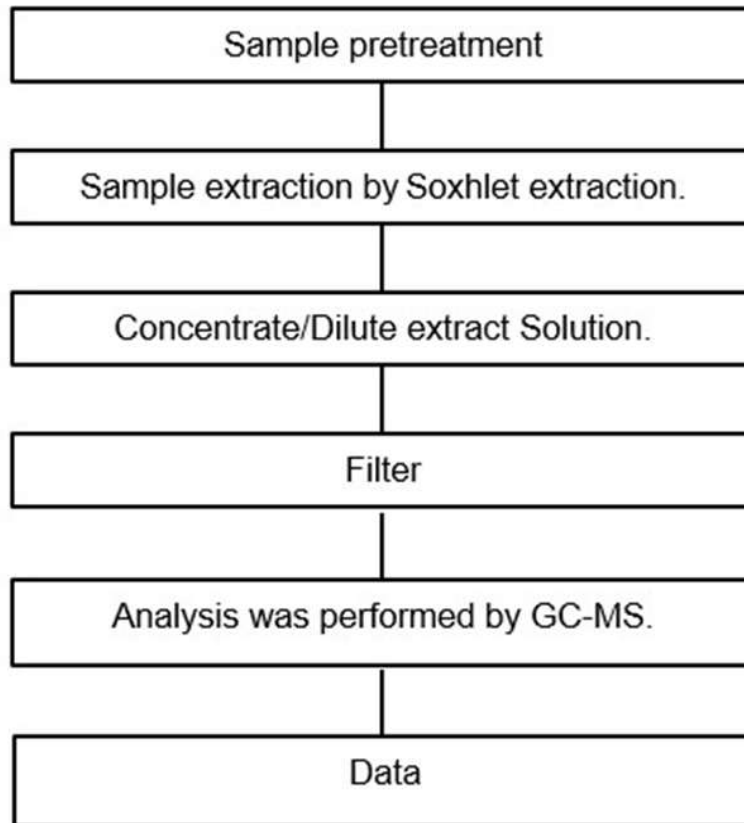 Sample pretreatment
Sample extraction by Soxhlet extraction.
Concentrate/Dilute extract Solution.
Filter
Analysis was performed by GC-MS.
Data